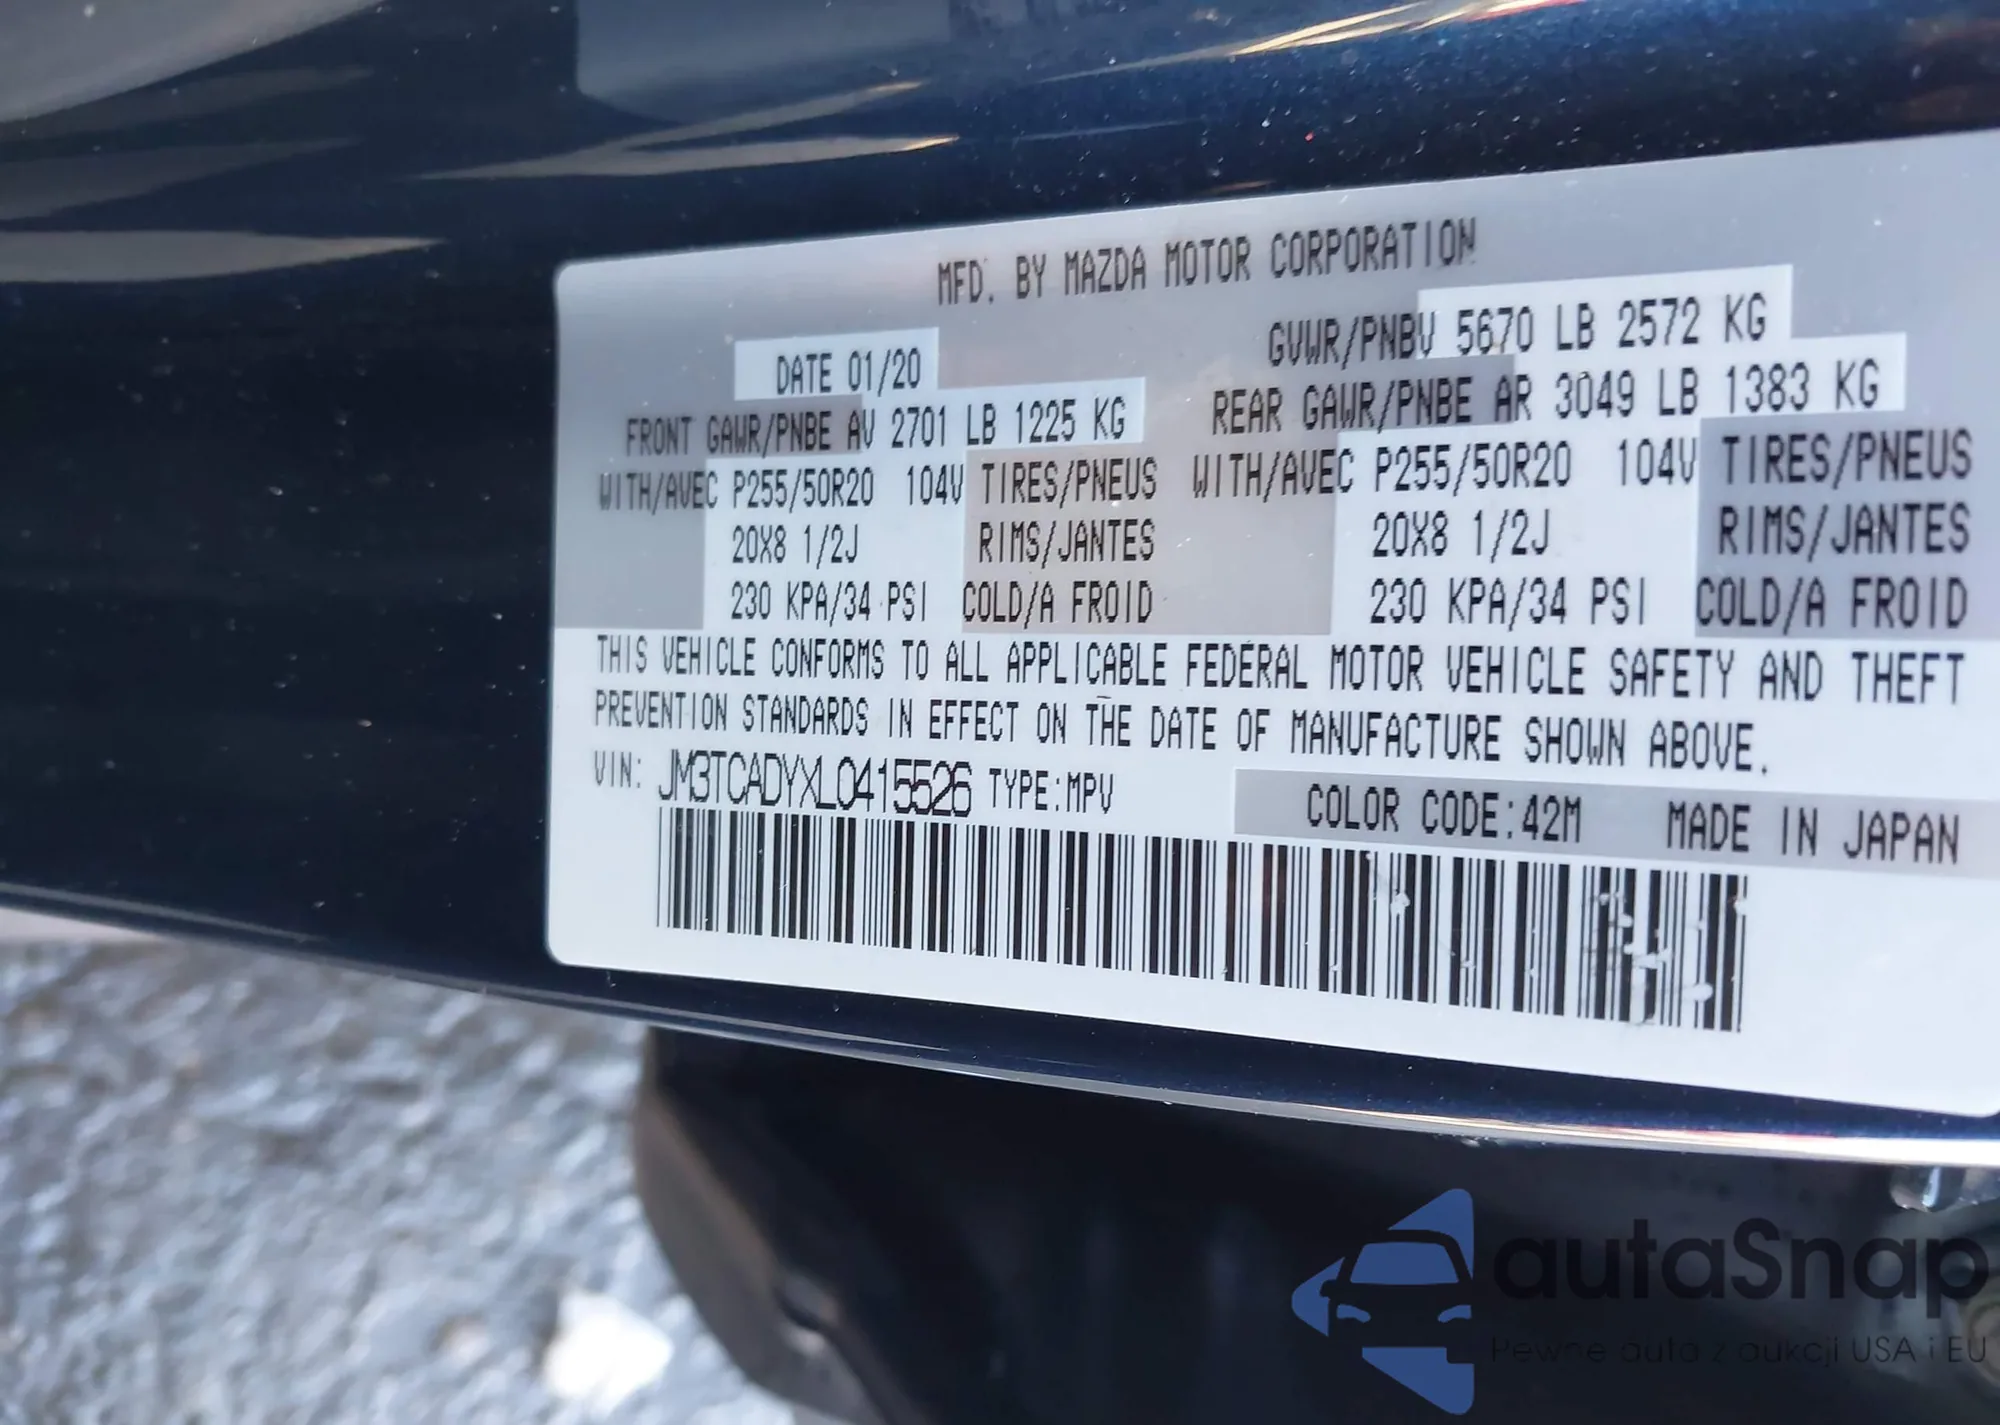 MFD. BY MAZDA MOTOR CORPORATION
DATE 01/20 GVWR/PNBV 5670 LB 2572 KG
FRONT GAWR/PNBE AV 2701 LB 1225 KG REAR GAWR/PNBE AR 3049 LB 1383 KG
WITH/AVEC P255/50R20 104V TIRES/PNEUS WITH/AVEC P255/50R20 104V TIRES/PNEUS
20X8 1/2J RIMS/JANTES 20X8 1/2J RIMS/JANTES
230 KPA/34 PSI COLD/A FROID 230 KPA/34 PSI COLD/A FROID
THIS VEHICLE CONFORMS TO ALL APPLICABLE FEDERAL MOTOR VEHICLE SAFETY AND THEFT
PREVENTION STANDARDS IN EFFECT ON THE DATE OF MANUFACTURE SHOWN ABOVE.
VIN: JM3TCADYXL0415526 TYPE:MPV COLOR CODE:42M MADE IN JAPAN
autaSnap
Pewne auto z aukcji USA i EU